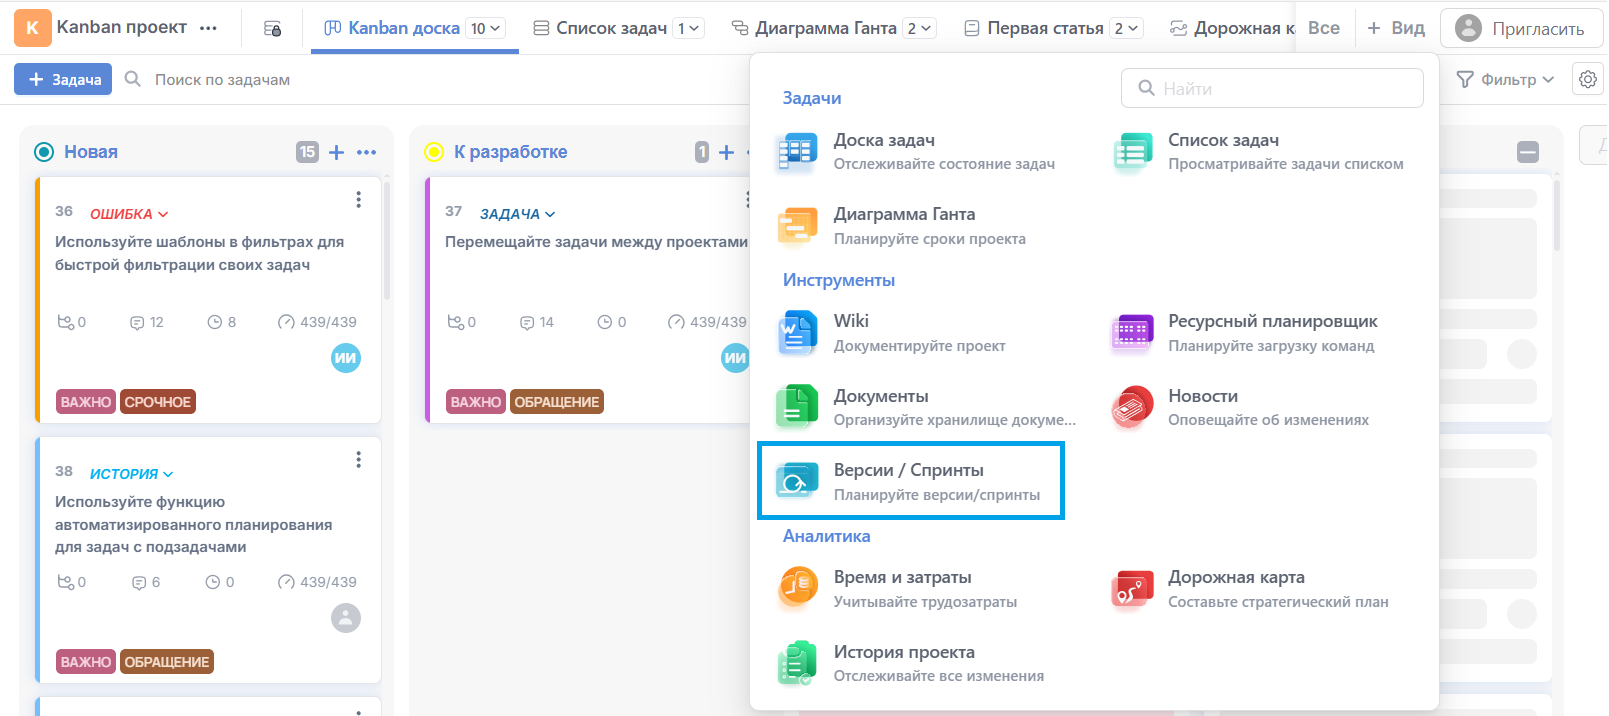 K Kanban проект ... Kanban доска 10 Список задач 1 Диаграмма Ганта 2 Первая статья 2 Дорожная к Все + Вид Пригласить
+ Задача Поиск по задачам Фильтр
Новая 15 + ...
36 ОШИБКА
Используйте шаблоны в фильтрах для
быстрой фильтрации своих задач
0 12 8 439/439
ИИ
ВАЖНО СРОЧНОЕ
38 ИСТОРИЯ
Используйте функцию
автоматизированного планирования
для задач с подзадачами
0 6 0 439/439
ВАЖНО ОБРАЩЕНИЕ
К разработке 1 +
37 ЗАДАЧА
Перемещайте задачи между проектами
0 14 0 439/439
ИИ
ВАЖНО ОБРАЩЕНИЕ
Задачи
Найти
Доска задач
Отслеживайте состояние задач
Список задач
Просматривайте задачи списком
Диаграмма Ганта
Планируйте сроки проекта
Инструменты
Wiki
Документируйте проект
Ресурсный планировщик
Планируйте загрузку команд
Документы
Организуйте хранилище докуме...
Новости
Оповещайте об изменениях
Версии / Спринты
Планируйте версии/спринты
Аналитика
Время и затраты
Учитывайте трудозатраты
Дорожная карта
Составьте стратегический план
История проекта
Отслеживайте все изменения